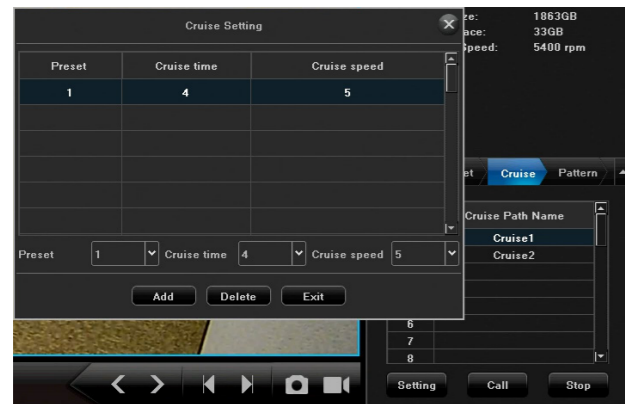 Cruise Setting
Preset Cruise time Cruise speed
1 4 5
Preset 1 Cruise time 4 Cruise speed 5
Add Delete Exit
1863GB
33GB
5400 rpm
Cruise Pattern
Cruise Path Name
Cruise1
Cruise2
6
7
8
Setting Call Stop